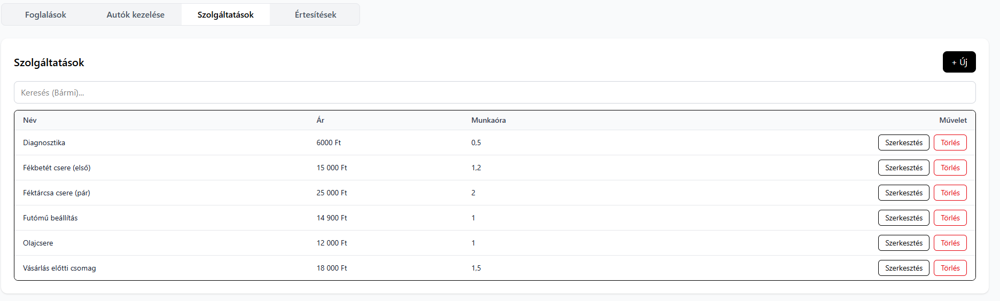 Foglalások Autók kezelése Szolgáltatások Értesítések
Szolgáltatások + Új
Keresés (Bármi)...
Név Ár Munkaóra Művelet
Diagnosztika 6000 Ft 0,5 Szerkesztés Törlés
Fékbetét csere (első) 15 000 Ft 1,2 Szerkesztés Törlés
Féktárcsa csere (pár) 25 000 Ft 2 Szerkesztés Törlés
Futómű beállítás 14 900 Ft 1 Szerkesztés Törlés
Olajcsere 12 000 Ft 1 Szerkesztés Törlés
Vásárlás előtti csomag 18 000 Ft 1,5 Szerkesztés Törlés